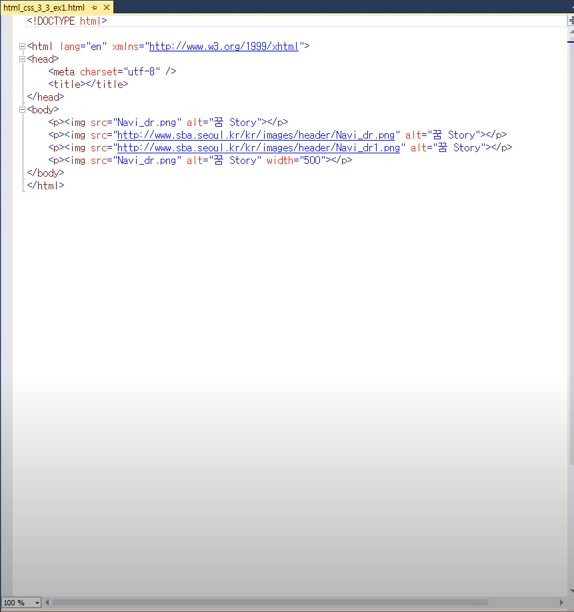 html_css_3_3_ex1.html
<!DOCTYPE html>
<html lang="en" xmlns="http://www.w3.org/1999/xhtml">
<head>
<meta charset="utf-8" />
<title></title>
</head>
<body>
<p><img src="Navi_dr.png" alt="꿈 Story"></p>
<p><img src="http://www.sba.seoul.kr/kr/images/header/Navi_dr.png" alt="꿈 Story"></p>
<p><img src="http://www.sba.seoul.kr/kr/images/header/Navi_dr1.png" alt="꿈 Story"></p>
<p><img src="Navi_dr.png" alt="꿈 Story" width="500"></p>
</body>
</html>
100 %